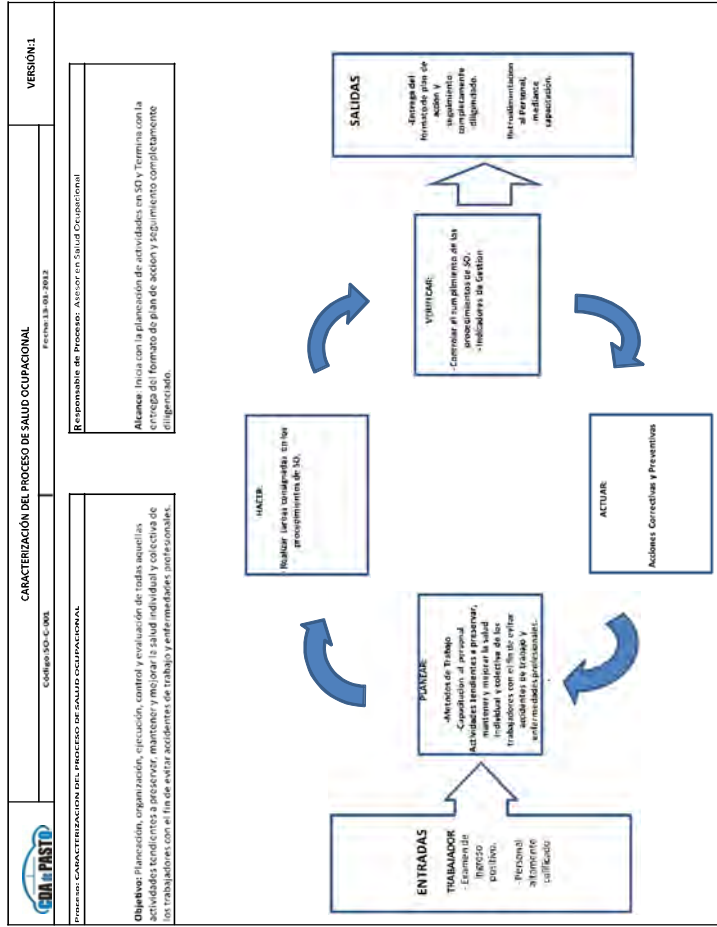 CDA de PASTO
CARACTERIZACIÓN DEL PROCESO DE SALUD OCUPACIONAL
VERSIÓN:1
Código:SO-C-001
Fecha:13-01-2012
Proceso: CARACTERIZACION DEL PROCESO DE SALUD OCUPACIONAL
Responsable de Proceso: Asesor en Salud Ocupacional
Objetivo: Planeación, organización, ejecución, control y evaluación de todas aquellas
actividades tendientes a preservar, mantener y mejorar la salud individual y colectiva de
los trabajadores con el fin de evitar accidentes de trabajo y enfermedades profesionales.
Alcance: Inicia con la planeación de actividades en SO y Termina con la
entrega del formato de plan de accion y seguimiento completamente
diligenciado.
ENTRADAS
TRABAJADOR
- Examen de
ingreso
positivo.
- Personal
altamente
calificado
PLANEAR:
-Metodos de Trabajo
-Capacitacion al personal
Actividades tendientes a preservar,
mantener y mejorar la salud
individual y colectiva de los
trabajadores con el fin de evitar
accidentes de trabajo y
enfermedades profesionales.
HACER:
- Realizar tareas consignadas en los
procedimientos de SO.
VERIFICAR:
- Controlar el cumplimiento de los
procedimientos de SO.
- Indicadores de Gestion
ACTUAR:
Acciones Correctivas y Preventivas
SALIDAS
-Entrega del
formato de plan de
acción y
seguimiento
completamente
diligenciado.
Retroalimentacion
al Personal,
mediante
capacitación.